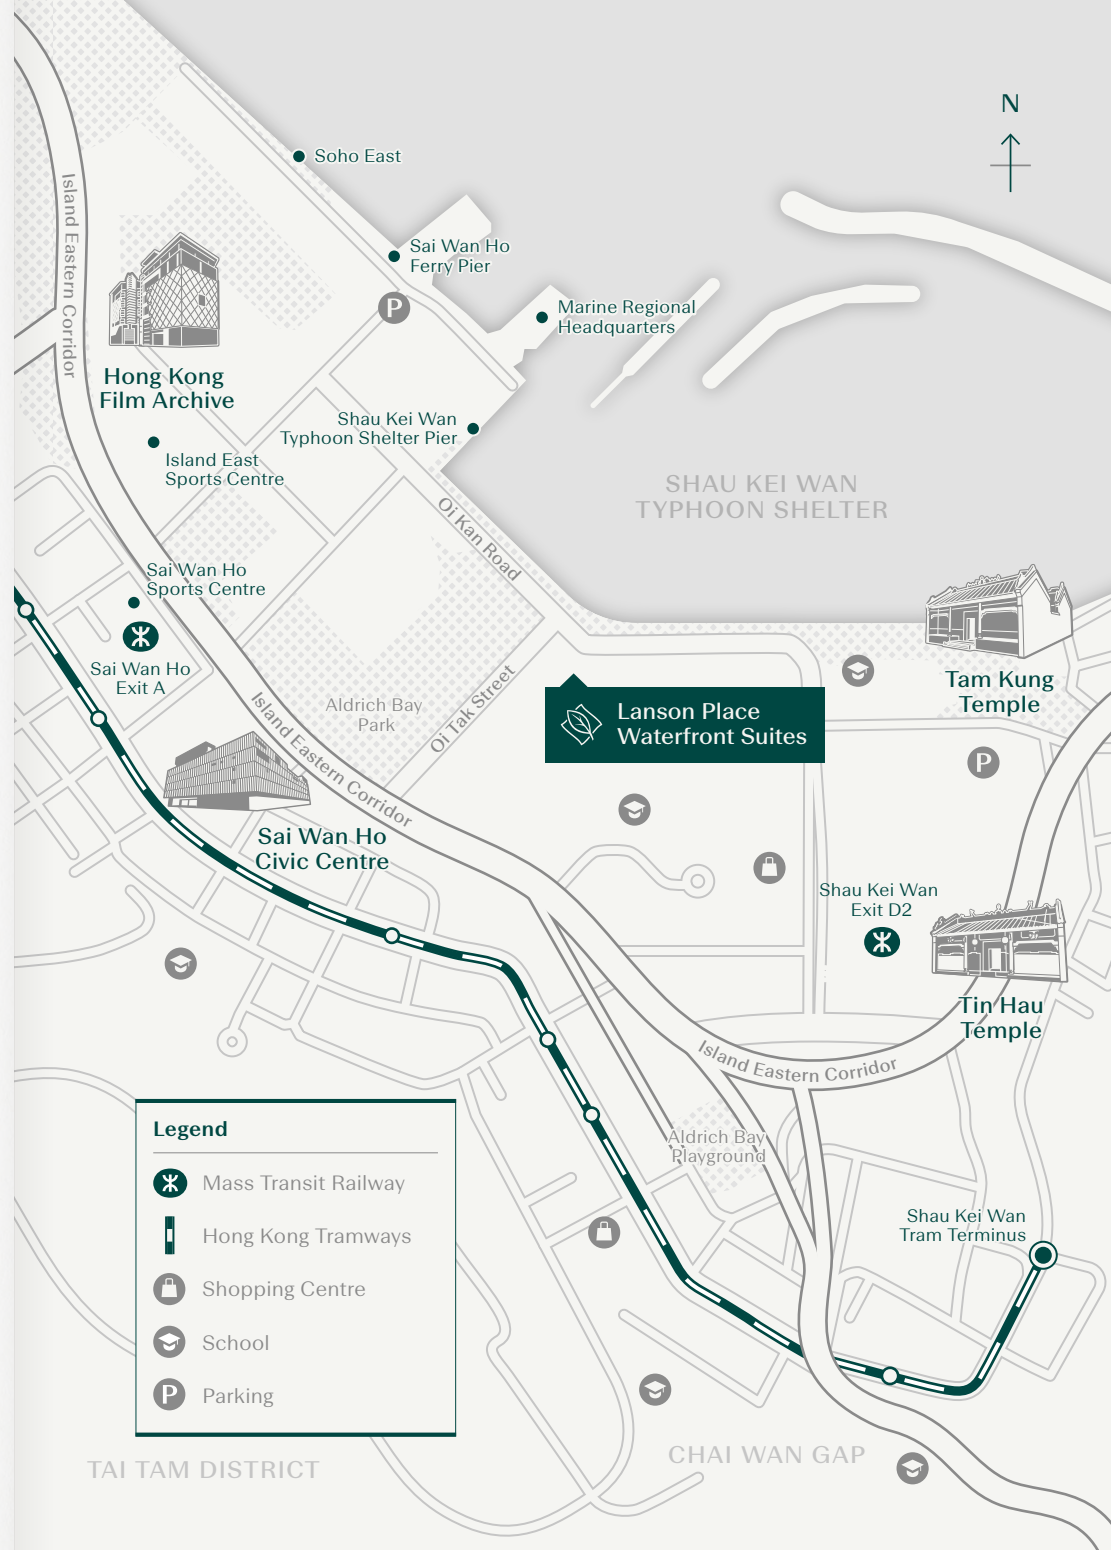 N
Soho East
Island Eastern Corridor
Sai Wan Ho
Ferry Pier
P
Marine Regional
Headquarters
Hong Kong
Film Archive
Shau Kei Wan
Typhoon Shelter Pier
Island East
Sports Centre
SHAU KEI WAN
TYPHOON SHELTER
Oi Kan Road
Sai Wan Ho
Sports Centre
Sai Wan Ho
Exit A
Aldrich Bay
Park
Oi Tak Street
Island Eastern Corridor
Lanson Place
Waterfront Suites
Tam Kung
Temple
P
Sai Wan Ho
Civic Centre
Shau Kei Wan
Exit D2
Tin Hau
Temple
Island Eastern Corridor
Aldrich Bay
Playground
Legend
Mass Transit Railway
Hong Kong Tramways
Shopping Centre
School
P Parking
Shau Kei Wan
Tram Terminus
TAI TAM DISTRICT
CHAI WAN GAP